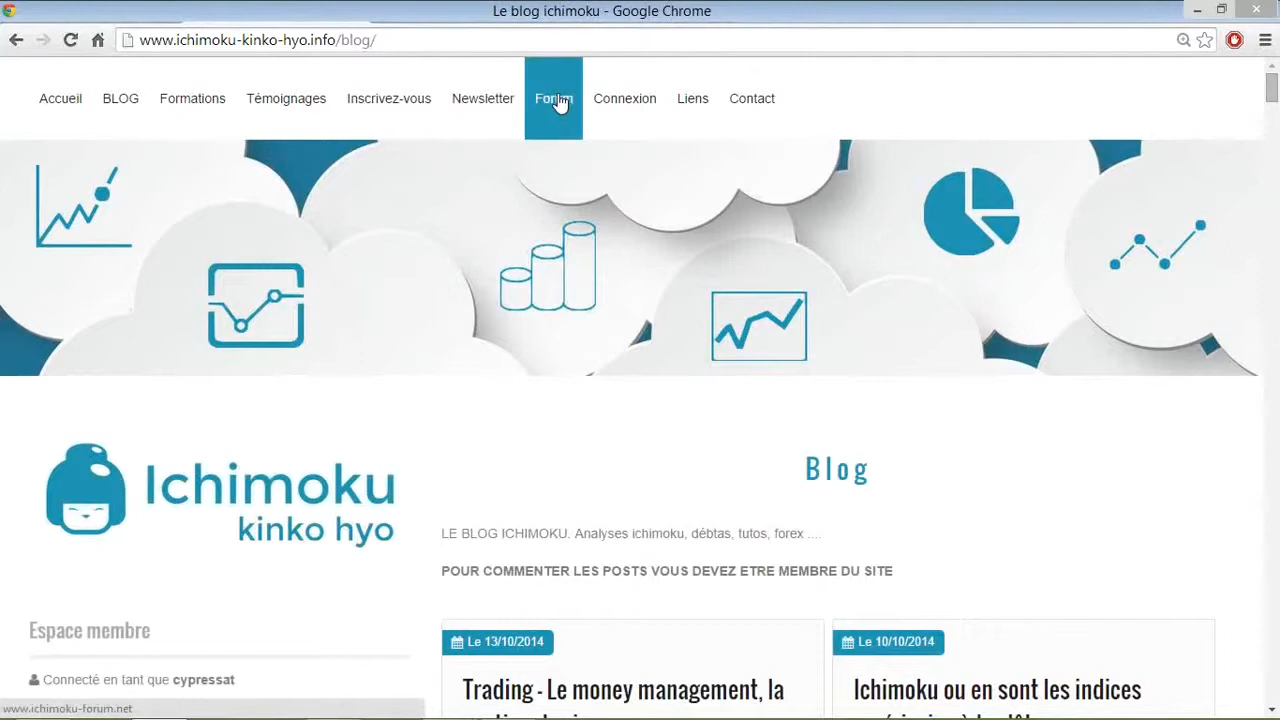 Le blog ichimoku - Google Chrome
www.ichimoku-kinko-hyo.info/blog/
Accueil BLOG Formations Témoignages Inscrivez-vous Newsletter Forum Connexion Liens Contact
Ichimoku
kinko hyo
Blog
LE BLOG ICHIMOKU. Analyses ichimoku, débtas, tutos, forex ....
POUR COMMENTER LES POSTS VOUS DEVEZ ETRE MEMBRE DU SITE
Espace membre
Connecté en tant que cypressat
Le 13/10/2014
Trading - Le money management, la
Le 10/10/2014
Ichimoku ou en sont les indices
www.ichimoku-forum.net